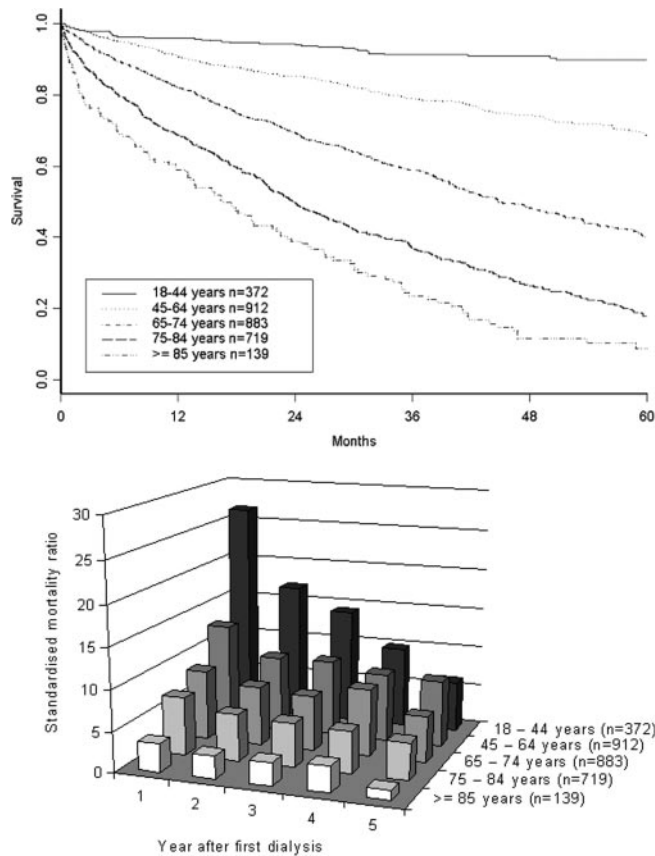 1.0
0.8
0.6
0.4
0.2
0.0
Survival
18-44 years n=372
45-64 years n=912
65-74 years n=883
75-84 years n=719
>= 85 years n=139
0 12 24 36 48 60
Months
30
25
20
15
10
5
0
Standardised mortality ratio
18 – 44 years (n=372)
45 – 64 years (n=912)
65 – 74 years (n=883)
75 – 84 years (n=719)
>= 85 years (n=139)
1 2 3 4 5
Year after first dialysis